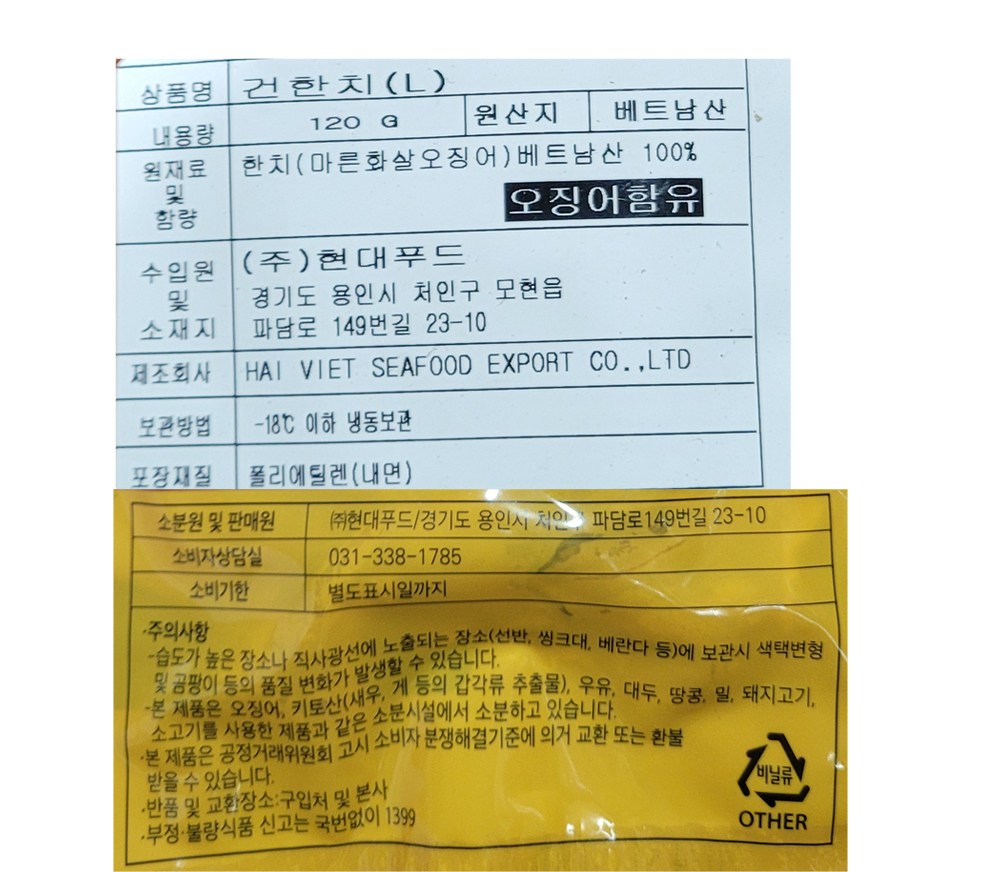 상품명 건한치(L)
내용량 120 G 원산지 베트남산
원재료 및 함량 한치(마른화살오징어)베트남산 100%
오징어함유
수입원 및 소재지 (주)현대푸드
경기도 용인시 처인구 모현읍
파담로 149번길 23-10
제조회사 HAI VIET SEAFOOD EXPORT CO.,LTD
보관방법 -18℃ 이하 냉동보관
포장재질 폴리에틸렌(내면)
소분원 및 판매원 ㈜현대푸드/경기도 용인시 처인구 파담로149번길 23-10
소비자상담실 031-338-1785
소비기한 별도표시일까지
·주의사항
-습도가 높은 장소나 직사광선에 노출되는 장소(선반, 씽크대, 베란다 등)에 보관시 색택변형
및 곰팡이 등의 품질 변화가 발생할 수 있습니다.
-본 제품은 오징어, 키토산(새우, 게 등의 갑각류 추출물), 우유, 대두, 땅콩, 밀, 돼지고기,
소고기를 사용한 제품과 같은 소분시설에서 소분하고 있습니다.
·본 제품은 공정거래위원회 고시 소비자 분쟁해결기준에 의거 교환 또는 환불
받을 수 있습니다.
·반품 및 교환장소:구입처 및 본사
·부정·불량식품 신고는 국번없이 1399
비닐류
OTHER